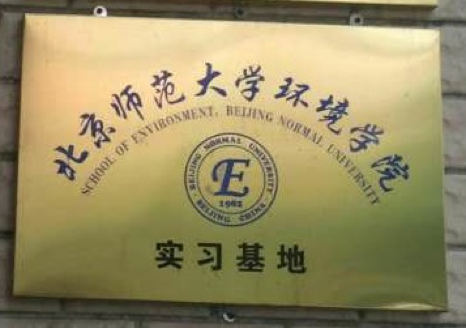 北京师范大学环境学院
SCHOOL OF ENVIRONMENT, BEIJING NORMAL UNIVERSITY
BEIJING NORMAL UNIVERSITY
E
1902
BEIJING CHINA
实习基地